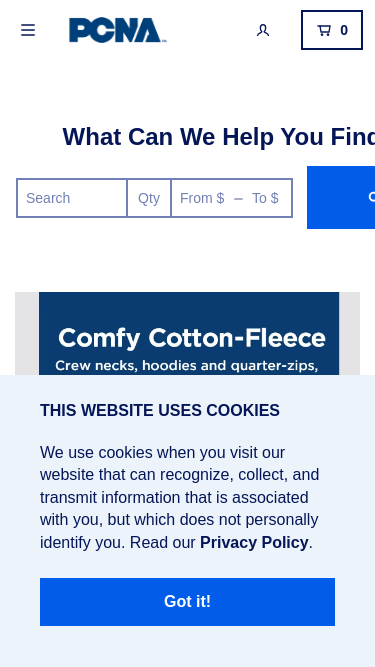 PCNA
0
What Can We Help You Find
Search
Qty
From $ – To $
Comfy Cotton-Fleece
Crew necks, hoodies and quarter-zips,
THIS WEBSITE USES COOKIES
We use cookies when you visit our
website that can recognize, collect, and
transmit information that is associated
with you, but which does not personally
identify you. Read our Privacy Policy.
Got it!